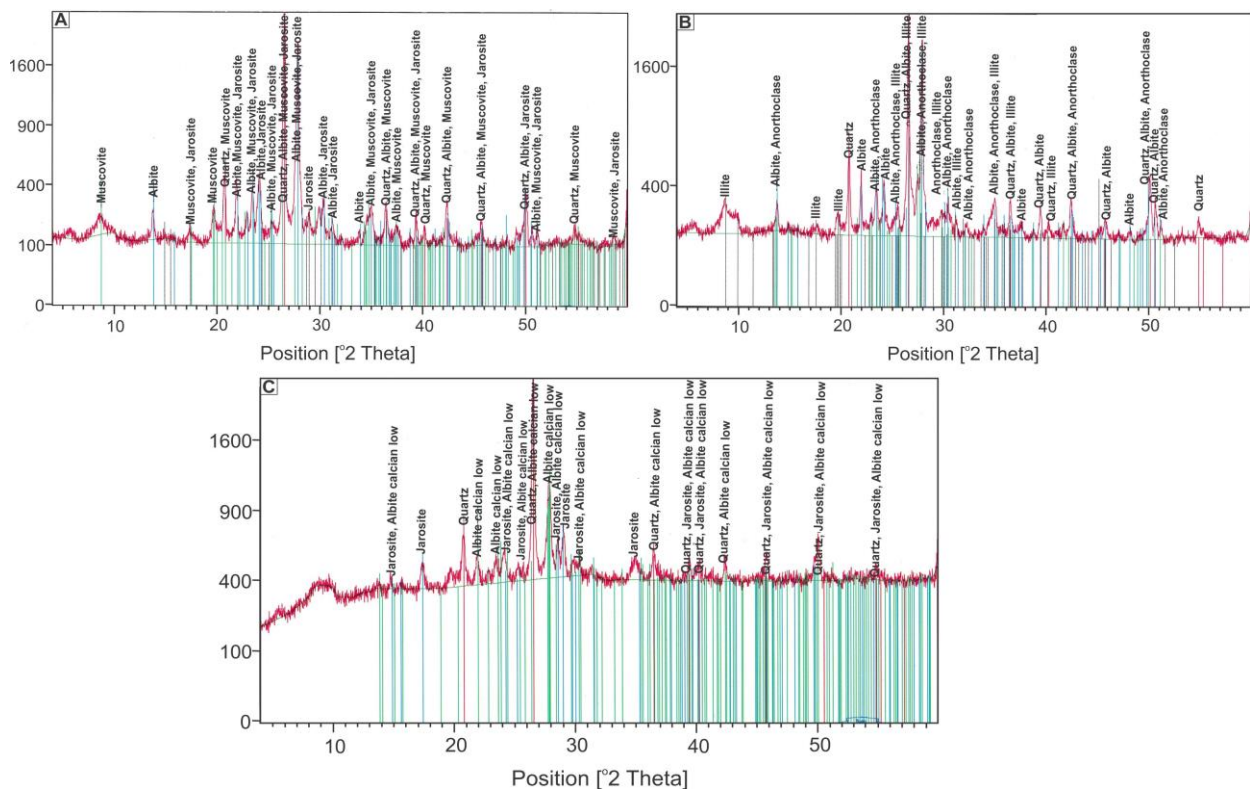 A
1600
900
400
100
0
Muscovite
Albite
Muscovite, Jarosite
Muscovite
Quartz, Muscovite
Albite, Muscovite, Jarosite
Albite, Muscovite, Jarosite
Albite, Jarosite
Albite, Muscovite, Jarosite
Quartz, Albite, Muscovite, Jarosite
Albite, Muscovite, Jarosite
Jarosite
Albite, Jarosite
Albite, Jarosite
Albite
Albite, Muscovite, Jarosite
Quartz, Albite, Muscovite
Albite, Muscovite
Quartz, Albite, Muscovite, Jarosite
Quartz, Muscovite
Quartz, Albite, Muscovite
Quartz, Albite, Muscovite, Jarosite
Quartz, Albite, Jarosite
Albite, Muscovite, Jarosite
Quartz, Muscovite
Muscovite, Jarosite
10 20 30 40 50
Position [°2 Theta]
B
1600
400
0
Illite
Albite, Anorthoclase
Illite
Illite
Quartz
Albite
Albite, Anorthoclase
Albite
Albite, Anorthoclase, Illite
Quartz, Albite, Illite
Albite, Anorthoclase, Illite
Anorthoclase, Illite
Albite, Anorthoclase
Albite, Illite
Albite, Anorthoclase
Albite, Anorthoclase, Illite
Quartz, Albite, Illite
Albite
Quartz, Albite
Quartz, Illite
Quartz, Albite, Anorthoclase
Quartz, Albite
Albite
Quartz, Albite, Anorthoclase
Quartz, Albite
Albite, Anorthoclase
Quartz
10 20 30 40 50
Position [°2 Theta]
C
1600
900
400
100
0
Jarosite, Albite calcian low
Jarosite
Quartz
Albite calcian low
Albite calcian low
Jarosite, Albite calcian low
Jarosite, Albite calcian low
Quartz, Albite calcian low
Albite calcian low
Jarosite, Albite calcian low
Jarosite
Jarosite, Albite calcian low
Jarosite
Quartz, Albite calcian low
Quartz, Jarosite, Albite calcian low
Quartz, Jarosite, Albite calcian low
Quartz, Albite calcian low
Quartz, Jarosite, Albite calcian low
Quartz, Jarosite, Albite calcian low
Quartz, Jarosite, Albite calcian low
10 20 30 40 50
Position [°2 Theta]